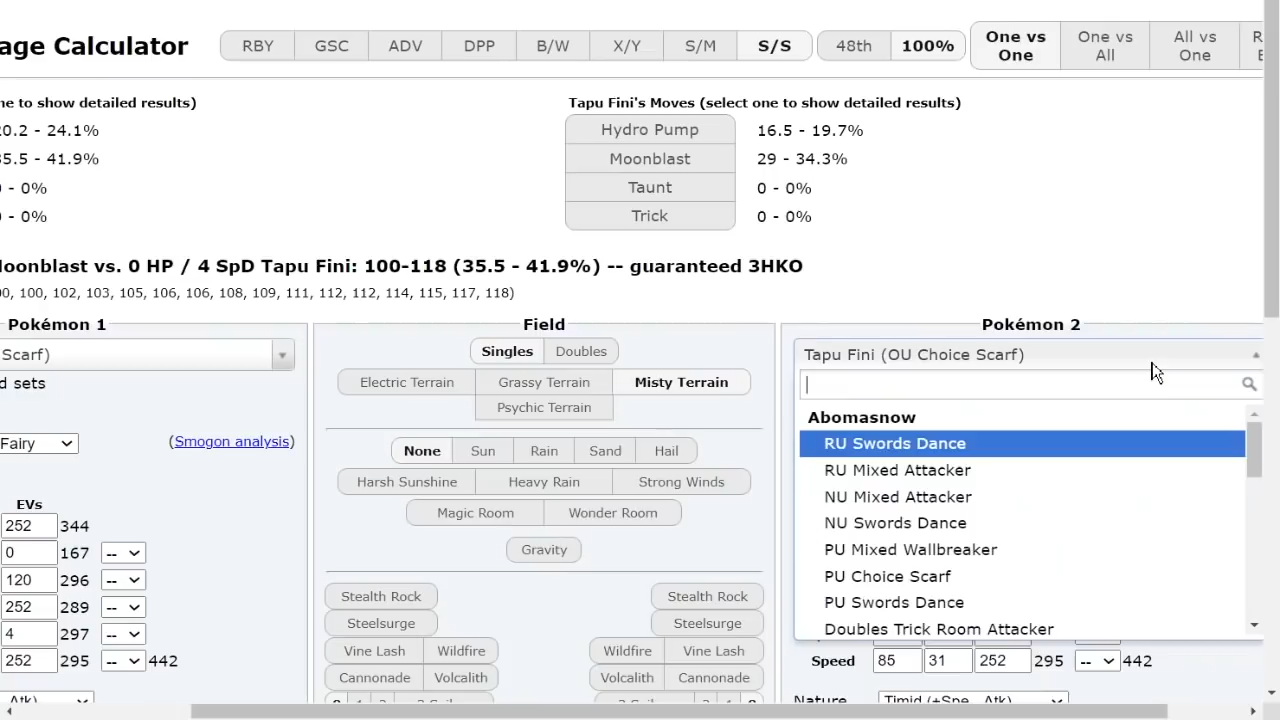 age Calculator
RBY GSC ADV DPP B/W X/Y S/M S/S
48th 100%
One vs One
One vs All
All vs One
ne to show detailed results)
20.2 - 24.1%
35.5 - 41.9%
0 - 0%
0 - 0%
Tapu Fini's Moves (select one to show detailed results)
Hydro Pump 16.5 - 19.7%
Moonblast 29 - 34.3%
Taunt 0 - 0%
Trick 0 - 0%
Moonblast vs. 0 HP / 4 SpD Tapu Fini: 100-118 (35.5 - 41.9%) -- guaranteed 3HKO
00, 100, 102, 103, 105, 106, 106, 108, 109, 111, 112, 112, 114, 115, 117, 118)
Pokémon 1
Scarf)
d sets
Fairy (Smogon analysis)
EVs
252 344
0 167 --
120 296 --
252 289 --
4 297 --
252 295 -- 442
Atk)
Field
Singles Doubles
Electric Terrain Grassy Terrain Misty Terrain
Psychic Terrain
None Sun Rain Sand Hail
Harsh Sunshine Heavy Rain Strong Winds
Magic Room Wonder Room
Gravity
Stealth Rock Stealth Rock
Steelsurge Steelsurge
Vine Lash Wildfire Wildfire Vine Lash
Cannonade Volcalith Volcalith Cannonade
Pokémon 2
Tapu Fini (OU Choice Scarf)
Abomasnow
RU Swords Dance
RU Mixed Attacker
NU Mixed Attacker
NU Swords Dance
PU Mixed Wallbreaker
PU Choice Scarf
PU Swords Dance
Doubles Trick Room Attacker
Speed 85 31 252 295 -- 442
Nature Timid (+Spe, -Atk)